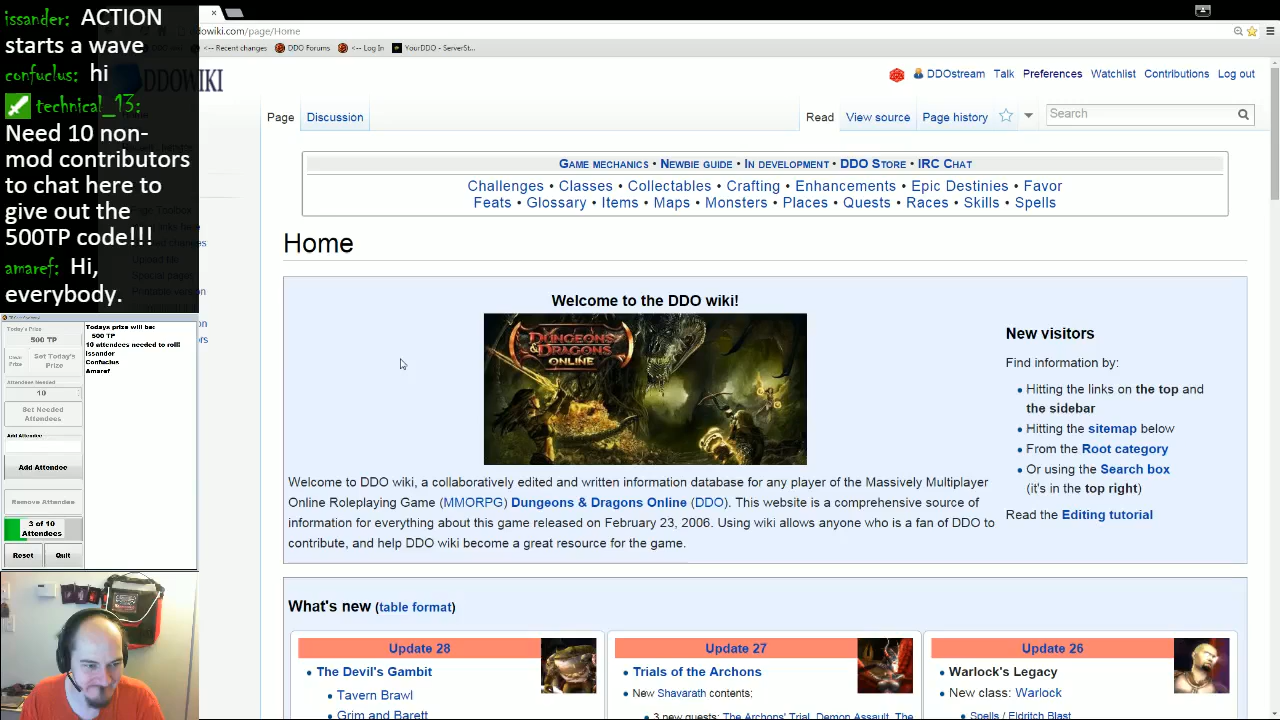 issander: ACTION
starts a wave
confuclus: hi
technical_13:
Need 10 non-
mod contributors
to chat here to
give out the
500TP code!!!
amaref: Hi,
everybody.
Today's Prize
500 TP
Clear Prize
Set Today's Prize
Attendees Needed
10
Set Needed Attendees
Add Attendee
Add Attendee
Remove Attendee
3 of 10
Attendees
Reset Quit
Todays prize will be:
500 TP
10 attendees needed to roll!
Issander
Confuclus
Amaref
ddowiki.com/page/Home
<-- Recent changes DDO Forums <-- Log In YourDDO - ServerSt...
DDOWIKI
DDOstream Talk Preferences Watchlist Contributions Log out
Page Discussion Read View source Page history Search
Game mechanics • Newbie guide • In development • DDO Store • IRC Chat
Challenges • Classes • Collectables • Crafting • Enhancements • Epic Destinies • Favor
Feats • Glossary • Items • Maps • Monsters • Places • Quests • Races • Skills • Spells
Home
Welcome to the DDO wiki!
DUNGEONS & DRAGONS ONLINE
Welcome to DDO wiki, a collaboratively edited and written information database for any player of the Massively Multiplayer
Online Roleplaying Game (MMORPG) Dungeons & Dragons Online (DDO). This website is a comprehensive source of
information for everything about this game released on February 23, 2006. Using wiki allows anyone who is a fan of DDO to
contribute, and help DDO wiki become a great resource for the game.
New visitors
Find information by:
Hitting the links on the top and
the sidebar
Hitting the sitemap below
From the Root category
Or using the Search box
(it's in the top right)
Read the Editing tutorial
What's new (table format)
Update 28
The Devil's Gambit
Tavern Brawl
Grim and Barett
Update 27
Trials of the Archons
New Shavarath contents:
3 new quests: The Archons' Trial, Demon Assault, The
Update 26
Warlock's Legacy
New class: Warlock
Spells / Eldritch Blast